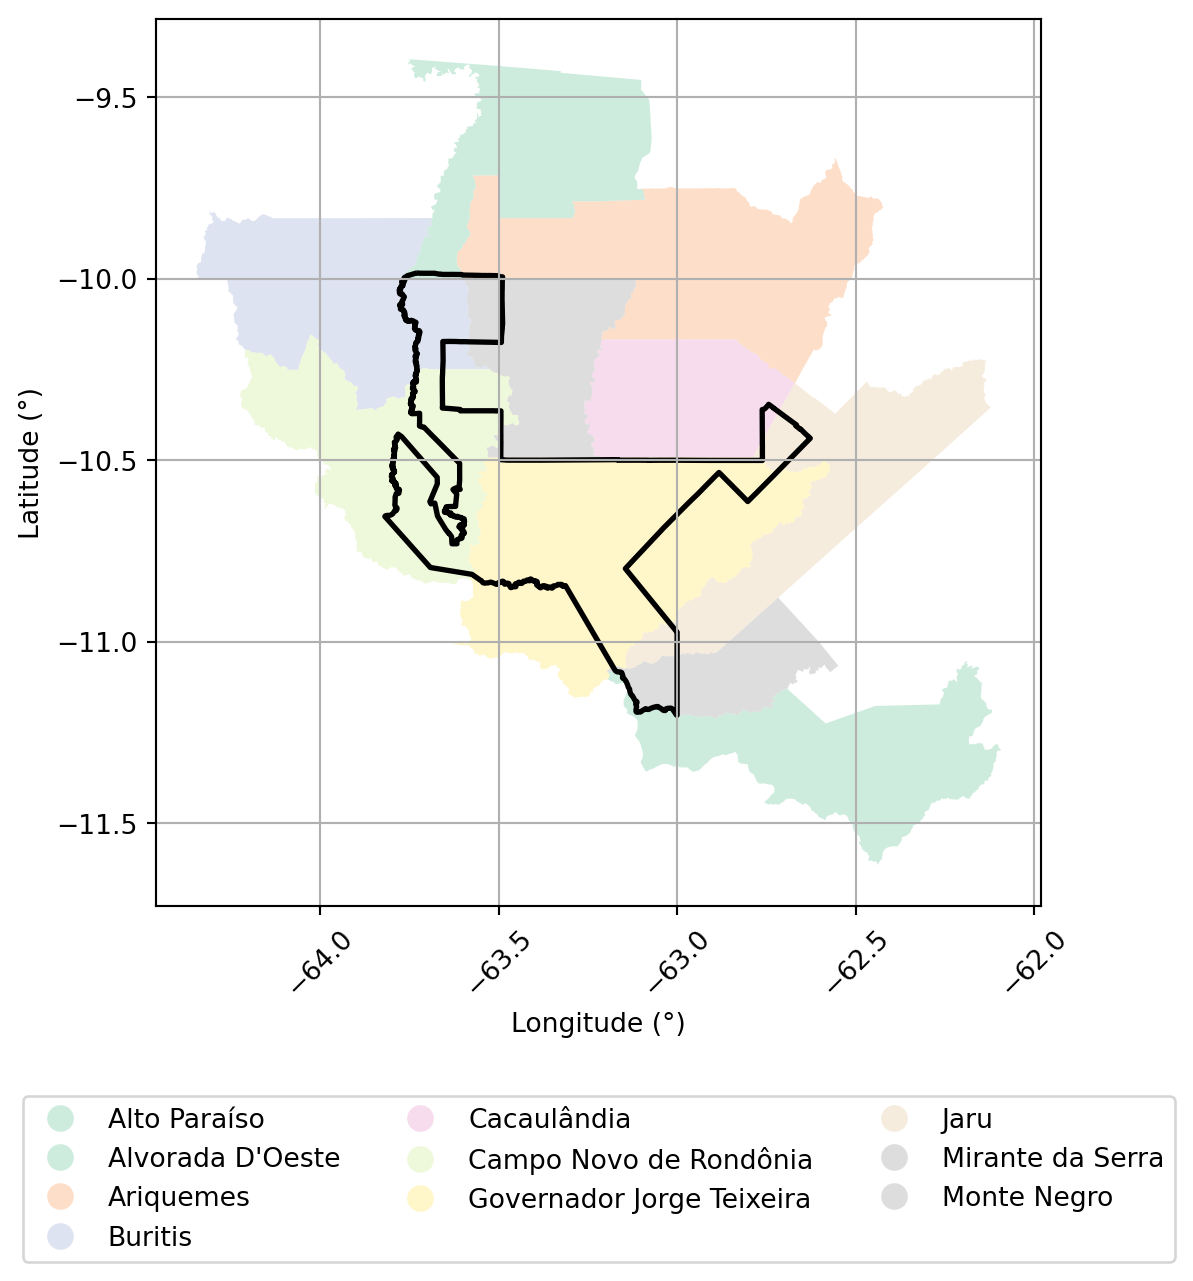 −9.5
−10.0
−10.5
−11.0
−11.5
Latitude (°)
−64.0
−63.5
−63.0
−62.5
−62.0
Longitude (°)
Alto Paraíso
Alvorada D'Oeste
Ariquemes
Buritis
Cacaulândia
Campo Novo de Rondônia
Governador Jorge Teixeira
Jaru
Mirante da Serra
Monte Negro